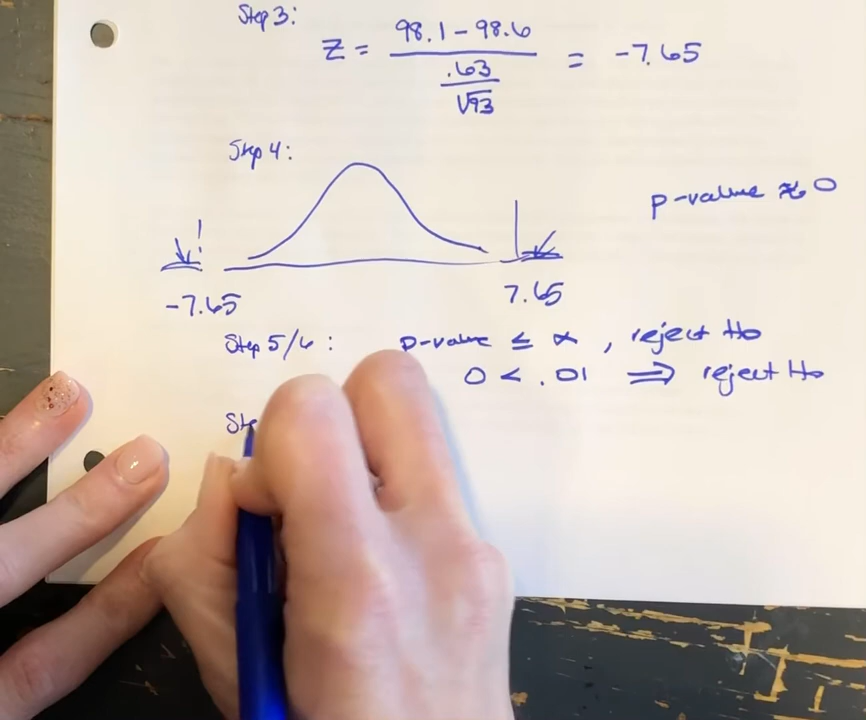 Step 3:
Z = (98.1 - 98.6) / (.63 / √93) = -7.65
Step 4:
p-value ≈ 0
-7.65 7.65
Step 5/6: p-value ≤ α, reject Ho
0 < .01 ⇒ reject Ho
Ste